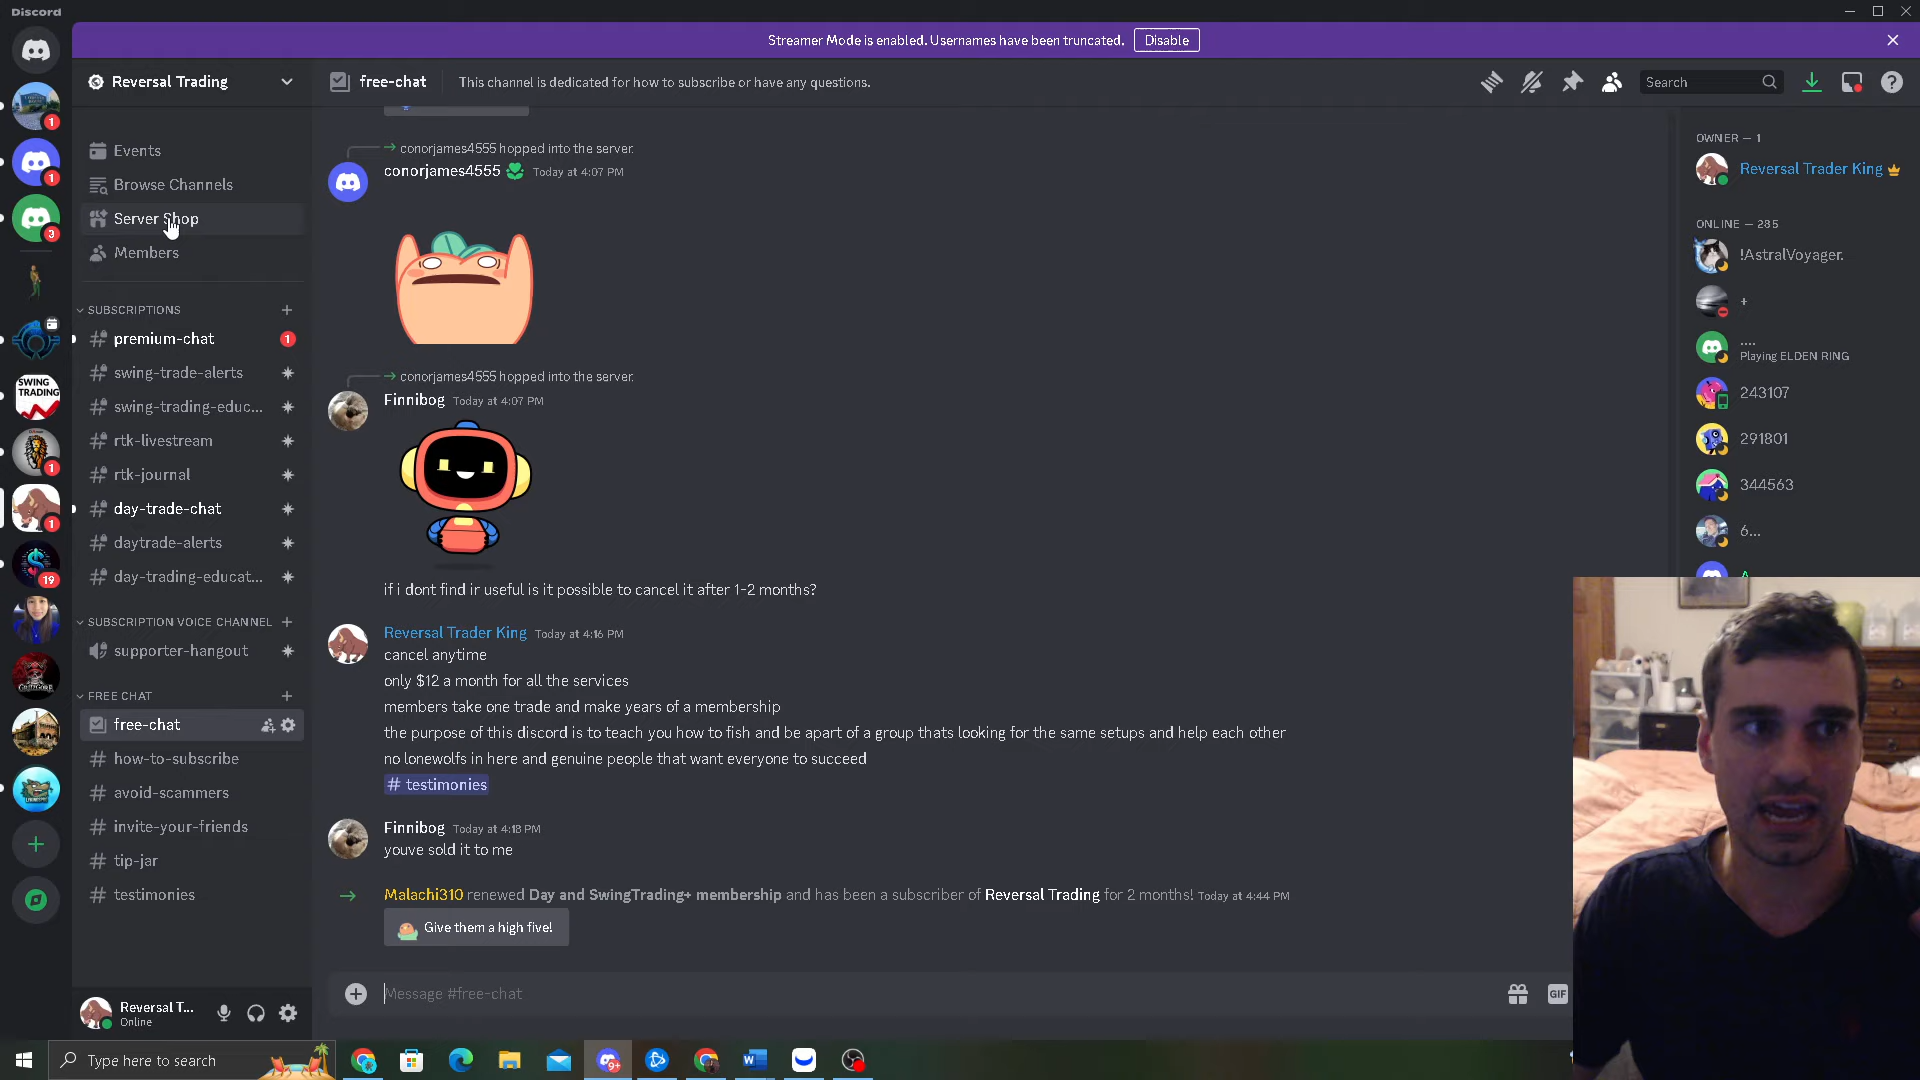 Discord
Streamer Mode is enabled. Usernames have been truncated.
Disable
Reversal Trading
free-chat
This channel is dedicated for how to subscribe or have any questions.
Search
Events
Browse Channels
Server Shop
Members
SUBSCRIPTIONS
premium-chat
1
swing-trade-alerts
swing-trading-educ...
rtk-livestream
rtk-journal
day-trade-chat
daytrade-alerts
day-trading-educat...
SUBSCRIPTION VOICE CHANNEL
supporter-hangout
FREE CHAT
free-chat
how-to-subscribe
avoid-scammers
invite-your-friends
tip-jar
testimonies
Reversal T...
Online
1
1
3
SWING
TRADING
1
1
19
conorjames4555 hopped into the server.
conorjames4555 Today at 4:07 PM
conorjames4555 hopped into the server.
Finnibog Today at 4:07 PM
if i dont find ir useful is it possible to cancel it after 1-2 months?
Reversal Trader King Today at 4:16 PM
cancel anytime
only $12 a month for all the services
members take one trade and make years of a membership
the purpose of this discord is to teach you how to fish and be apart of a group thats looking for the same setups and help each other
no lonewolfs in here and genuine people that want everyone to succeed
# testimonies
Finnibog Today at 4:18 PM
youve sold it to me
Malachi310 renewed Day and SwingTrading+ membership and has been a subscriber of Reversal Trading for 2 months! Today at 4:44 PM
Give them a high five!
Message #free-chat
GIF
OWNER — 1
Reversal Trader King
ONLINE — 285
!AstralVoyager.
+
....
Playing ELDEN RING
243107
291801
344563
6...
Type here to search
9+